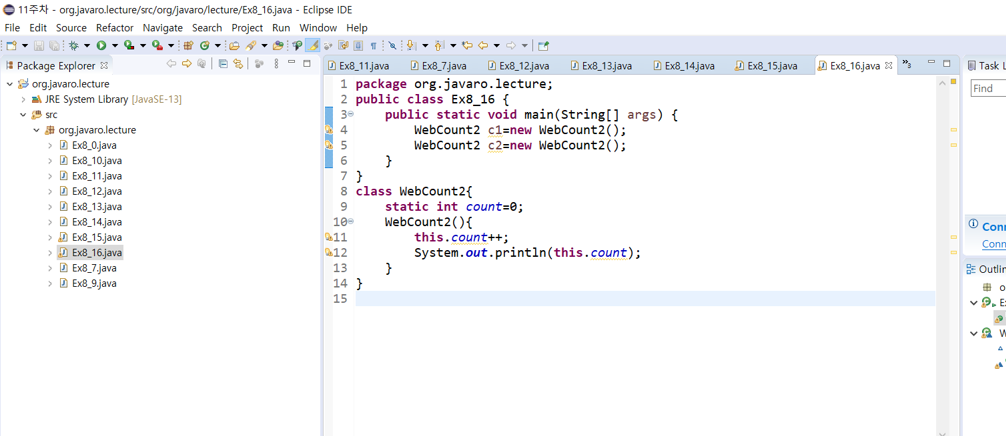 11주차 - org.javaro.lecture/src/org/javaro/lecture/Ex8_16.java - Eclipse IDE
File Edit Source Refactor Navigate Search Project Run Window Help
Package Explorer
org.javaro.lecture
JRE System Library [JavaSE-13]
src
org.javaro.lecture
Ex8_0.java
Ex8_10.java
Ex8_11.java
Ex8_12.java
Ex8_13.java
Ex8_14.java
Ex8_15.java
Ex8_16.java
Ex8_7.java
Ex8_9.java
Ex8_11.java Ex8_7.java Ex8_12.java Ex8_13.java Ex8_14.java Ex8_15.java Ex8_16.java »3
1 package org.javaro.lecture;
2 public class Ex8_16 {
3 public static void main(String[] args) {
4 WebCount2 c1=new WebCount2();
5 WebCount2 c2=new WebCount2();
6 }
7 }
8 class WebCount2{
9 static int count=0;
10 WebCount2(){
11 this.count++;
12 System.out.println(this.count);
13 }
14 }
15
Task L
Find
Conn
Conn
Outlin
o
E
W